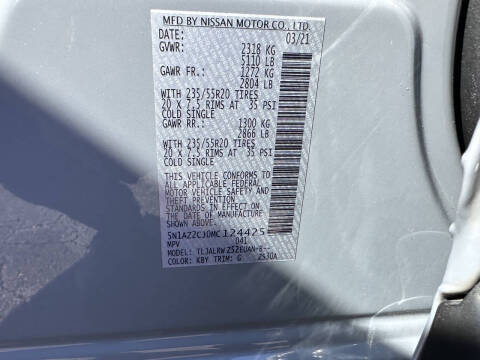 MFD BY NISSAN MOTOR CO., LTD.
DATE: 03/21
GVWR: 2318 KG
5110 LB
GAWR FR.: 1272 KG
2804 LB
WITH 235/55R20 TIRES
20 X 7.5 RIMS AT 35 PSI
COLD SINGLE
GAWR RR.: 1300 KG
2866 LB
WITH 235/55R20 TIRES
20 X 7.5 RIMS AT 35 PSI
COLD SINGLE
THIS VEHICLE CONFORMS TO
ALL APPLICABLE FEDERAL
MOTOR VEHICLE SAFETY AND
THEFT PREVENTION
STANDARDS IN EFFECT ON
THE DATE OF MANUFACTURE
SHOWN ABOVE.
5N1AZ2CJ0MC124425
MPV 041
MODEL:
COLOR: KBY TRIM: G